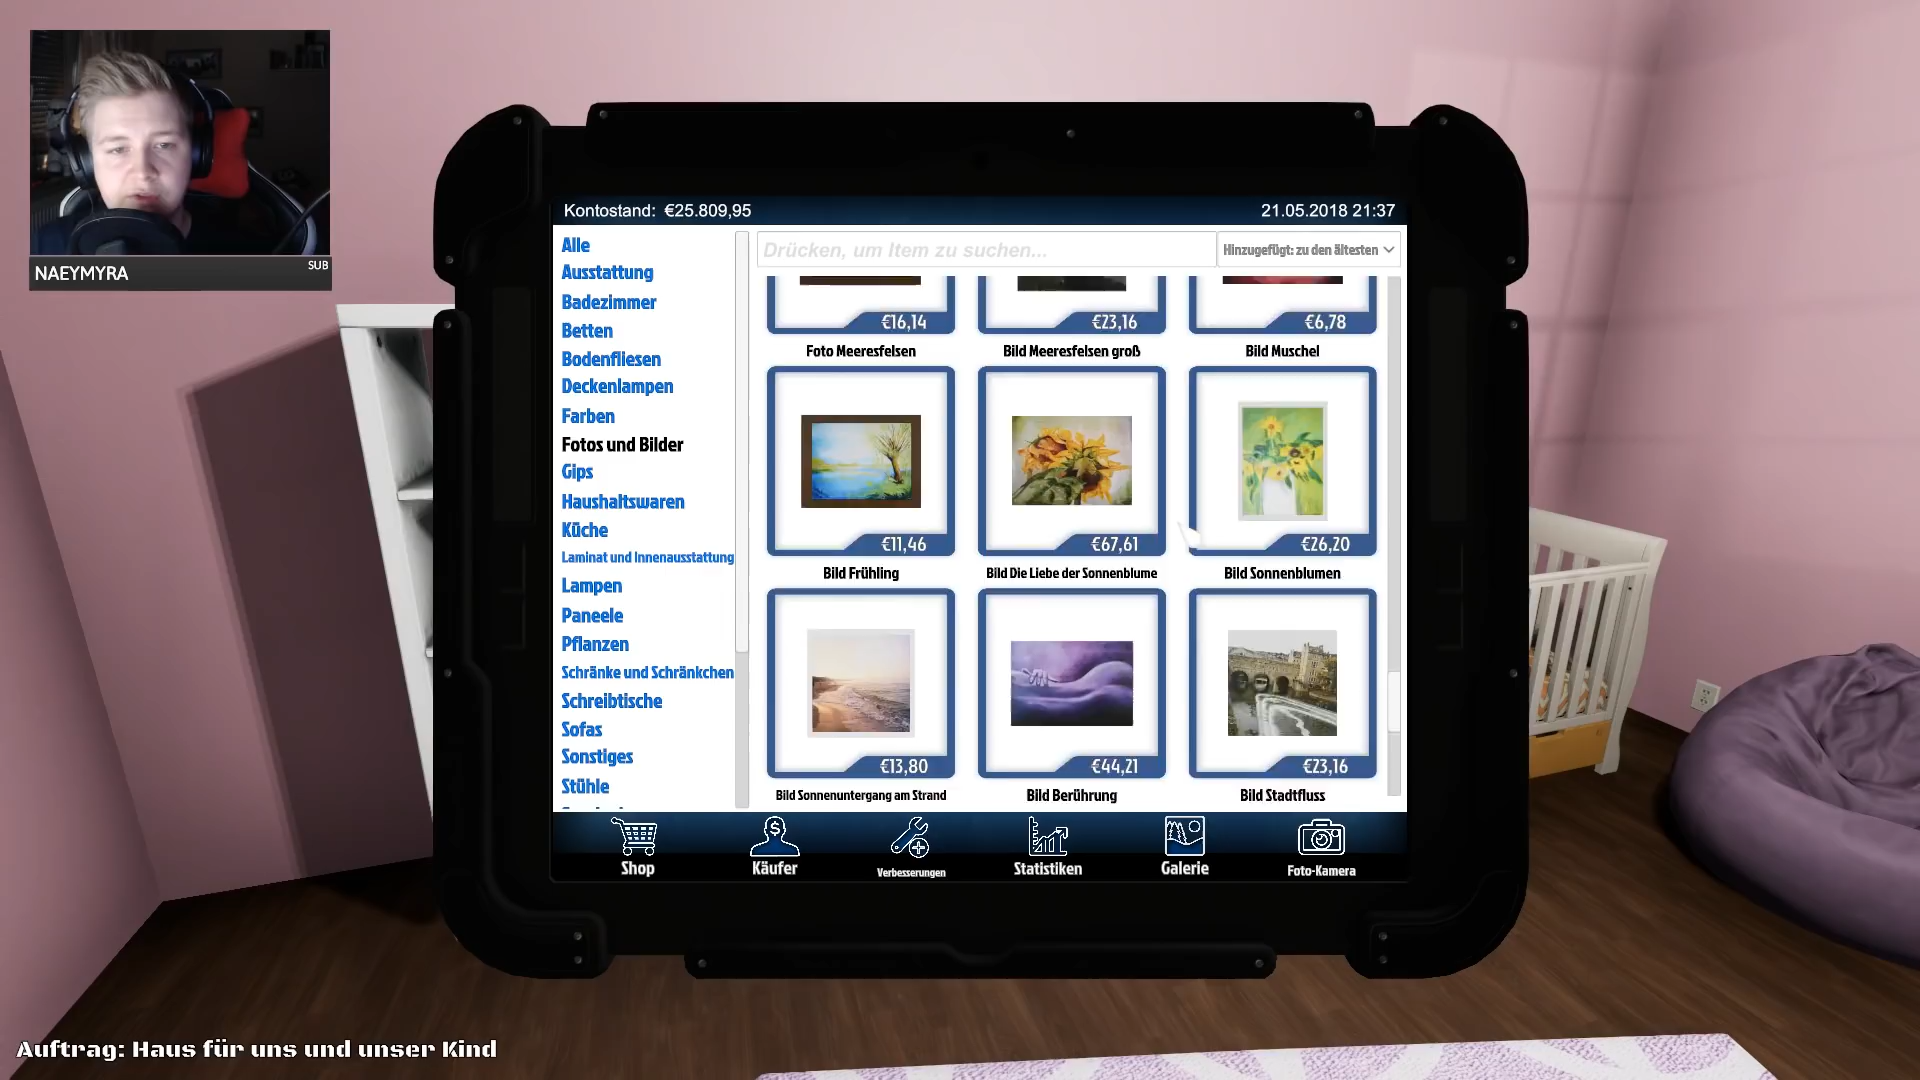 NAEYMYRA
SUB
Kontostand: €25.809,95
21.05.2018 21:37
Alle
Ausstattung
Badezimmer
Betten
Bodenfliesen
Deckenlampen
Farben
Fotos und Bilder
Gips
Haushaltswaren
Küche
Laminat und Innenausstattung
Lampen
Paneele
Pflanzen
Schränke und Schränkchen
Schreibtische
Sofas
Sonstiges
Stühle
Drücken, um Item zu suchen...
Hinzugefügt: zu den ältesten
€16,14
€23,16
€6,78
Foto Meeresfelsen
Bild Meeresfelsen groß
Bild Muschel
€11,46
€67,61
€26,20
Bild Frühling
Bild Die Liebe der Sonnenblume
Bild Sonnenblumen
€13,80
€44,21
€23,16
Bild Sonnenuntergang am Strand
Bild Berührung
Bild Stadtfluss
Shop
Käufer
Verbesserungen
Statistiken
Galerie
Foto-Kamera
Auftrag: Haus für uns und unser Kind